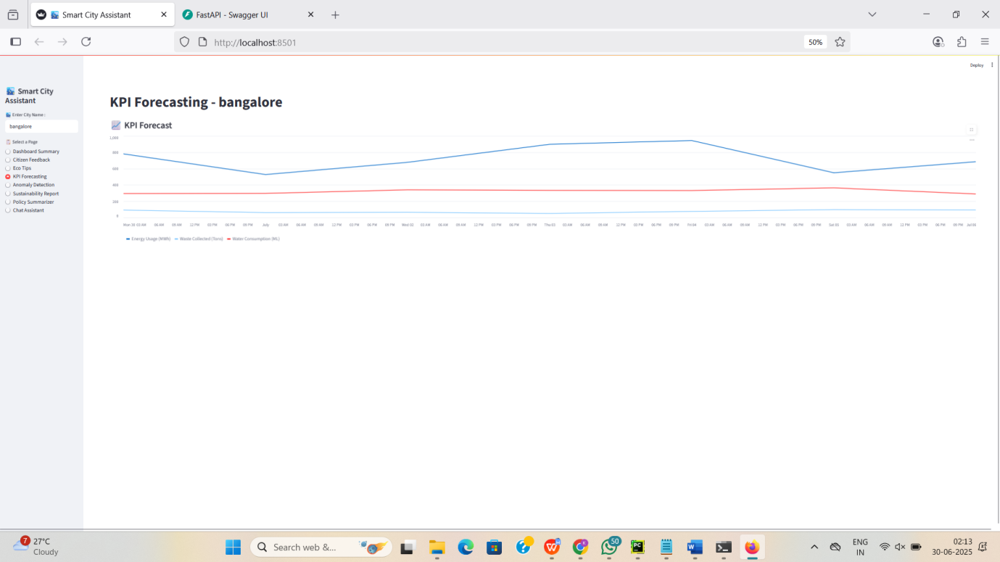 Smart City Assistant
FastAPI - Swagger UI
http://localhost:8501
50%
Deploy
Smart City
Assistant
Enter City Name :
bangalore
Select a Page
Dashboard Summary
Citizen Feedback
Eco Tips
KPI Forecasting
Anomaly Detection
Sustainability Report
Policy Summarizer
Chat Assistant
KPI Forecasting - bangalore
KPI Forecast
1,000
800
600
400
200
0
Mon 30 03 AM 06 AM 09 AM 12 PM 03 PM 06 PM 09 PM July 03 AM 06 AM 09 AM 12 PM 03 PM 06 PM 09 PM Wed 02 03 AM 06 AM 09 AM 12 PM 03 PM 06 PM 09 PM Thu 03 03 AM 06 AM 09 AM 12 PM 03 PM 06 PM 09 PM Fri 04 03 AM 06 AM 09 AM 12 PM 03 PM 06 PM 09 PM Sat 05 03 AM 06 AM 09 AM 12 PM 03 PM 06 PM 09 PM Jul 06
Energy Usage (MWh) Waste Collected (Tons) Water Consumption (ML)
7
27°C
Cloudy
Search web &...
50
ENG
IN
02:13
30-06-2025